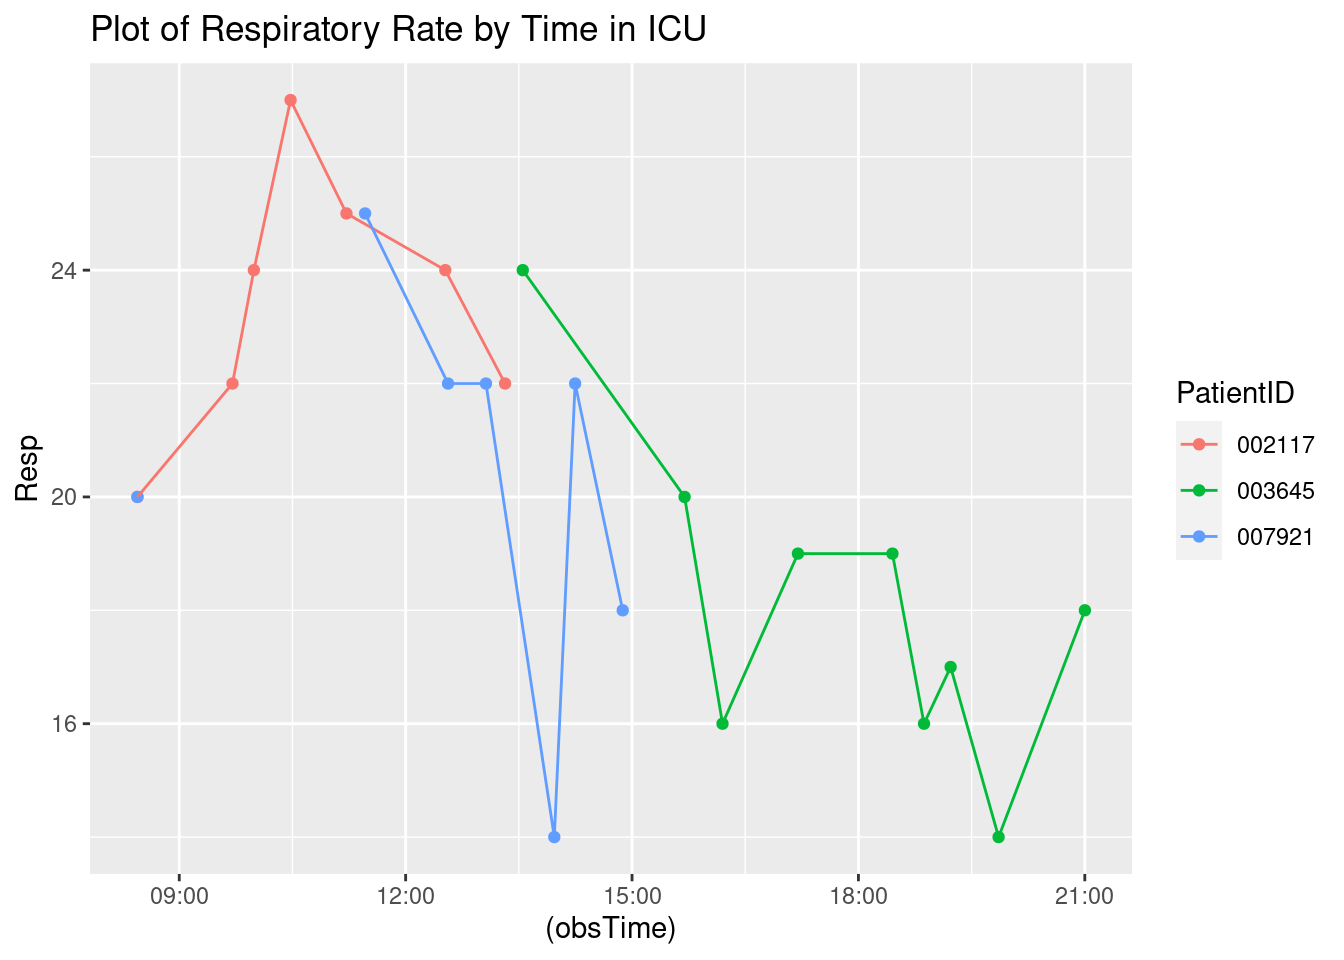 Plot of Respiratory Rate by Time in ICU
Resp
24
20
16
09:00 12:00 15:00 18:00 21:00
(obsTime)
PatientID
002117
003645
007921